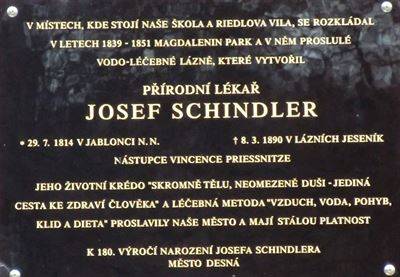 V MÍSTECH, KDE STOJÍ NAŠE ŠKOLA A RIEDLOVA VILA, SE ROZKLÁDAL
V LETECH 1839 - 1851 MAGDALENIN PARK A V NĚM PROSLULÉ
VODO-LÉČEBNÉ LÁZNĚ, KTERÉ VYTVOŘIL
PŘÍRODNÍ LÉKAŘ
JOSEF SCHINDLER
* 29. 7. 1814 V JABLONCI N. N. † 8. 3. 1890 V LÁZNÍCH JESENÍK
NÁSTUPCE VINCENCE PRIESSNITZE
JEHO ŽIVOTNÍ KRÉDO "SKROMNĚ TĚLU, NEOMEZENĚ DUŠI - JEDINÁ
CESTA KE ZDRAVÍ ČLOVĚKA" A LÉČEBNÁ METODA "VZDUCH, VODA, POHYB,
KLID A DIETA" PROSLAVILY NAŠE MĚSTO A MAJÍ STÁLOU PLATNOST
K 180. VÝROČÍ NAROZENÍ JOSEFA SCHINDLERA
MĚSTO DESNÁ